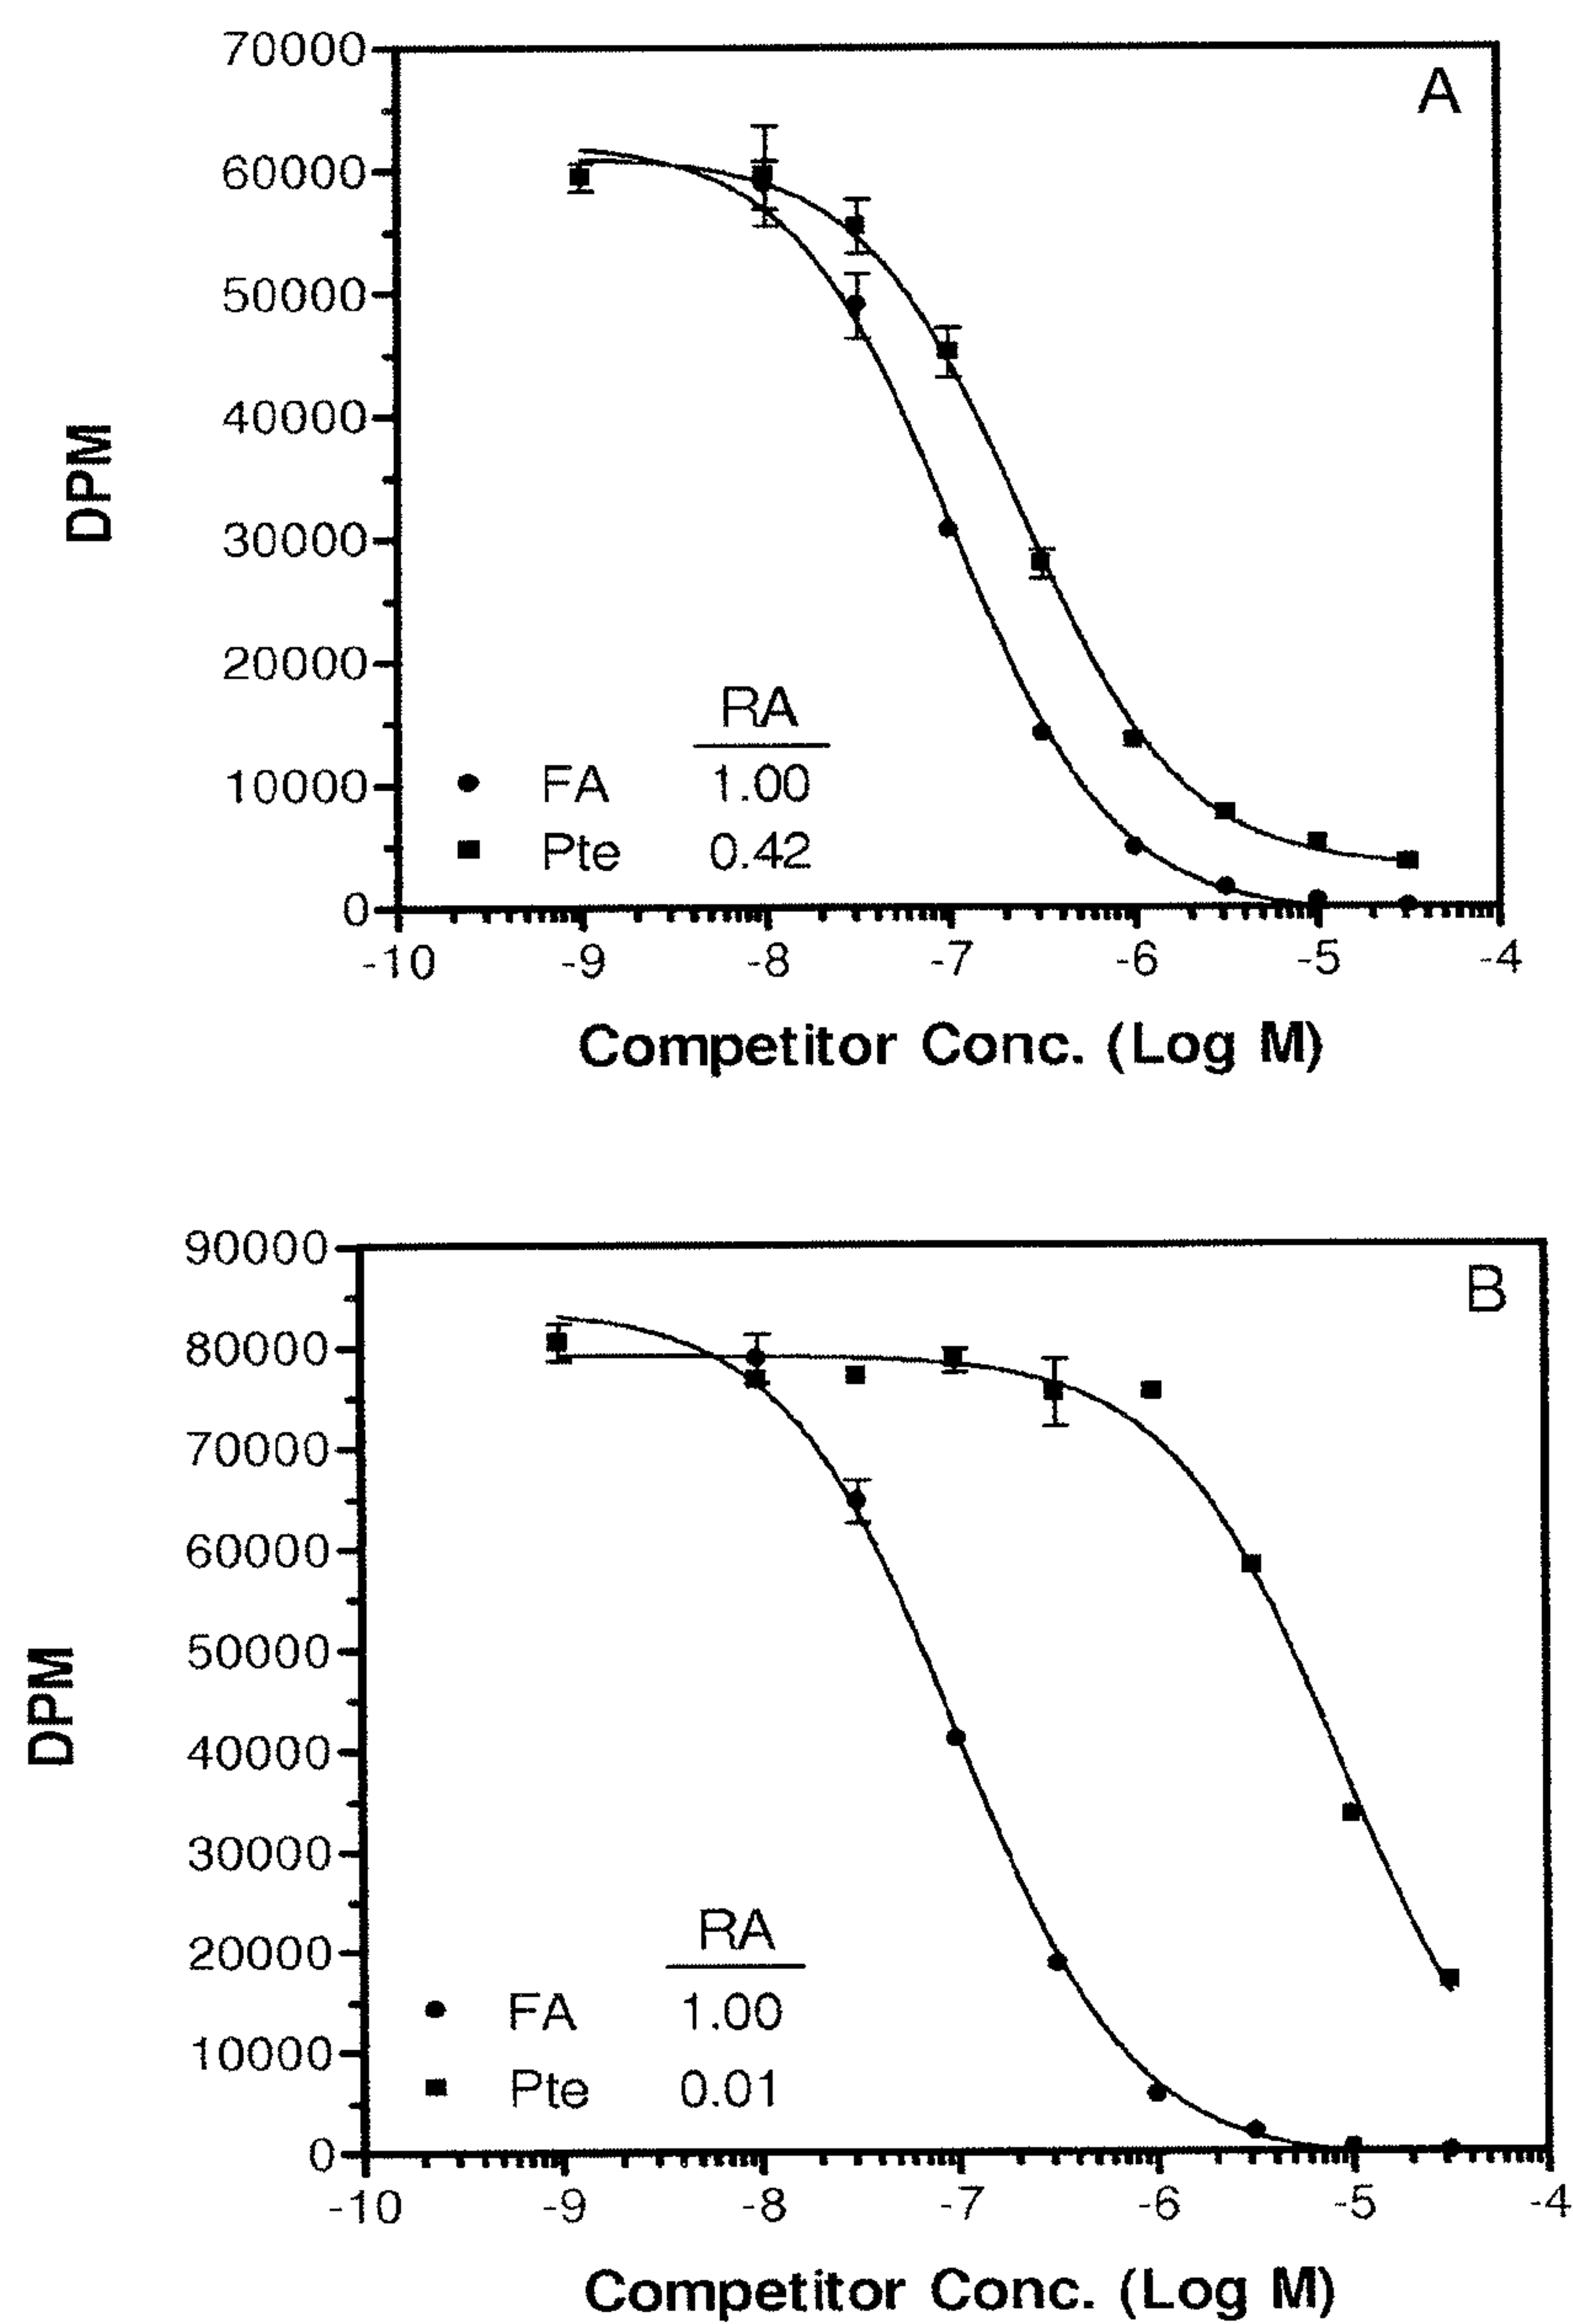 A
70000
60000
50000
40000
30000
20000
10000
0
DPM
RA
FA 1.00
Pte 0.42
-10 -9 -8 -7 -6 -5 -4
Competitor Conc. (Log M)
B
90000
80000
70000
60000
50000
40000
30000
20000
10000
0
DPM
RA
FA 1.00
Pte 0.01
-10 -9 -8 -7 -6 -5 -4
Competitor Conc. (Log M)